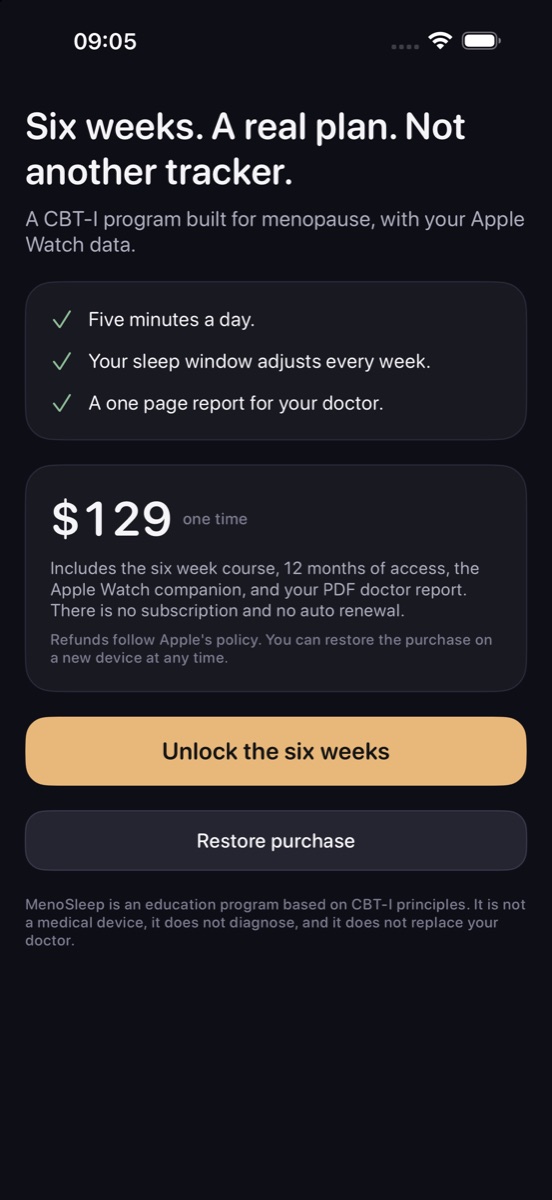 09:05
Six weeks. A real plan. Not
another tracker.
A CBT-I program built for menopause, with your Apple
Watch data.
Five minutes a day.
Your sleep window adjusts every week.
A one page report for your doctor.
$129 one time
Includes the six week course, 12 months of access, the
Apple Watch companion, and your PDF doctor report.
There is no subscription and no auto renewal.
Refunds follow Apple's policy. You can restore the purchase on
a new device at any time.
Unlock the six weeks
Restore purchase
MenoSleep is an education program based on CBT-I principles. It is not
a medical device, it does not diagnose, and it does not replace your
doctor.